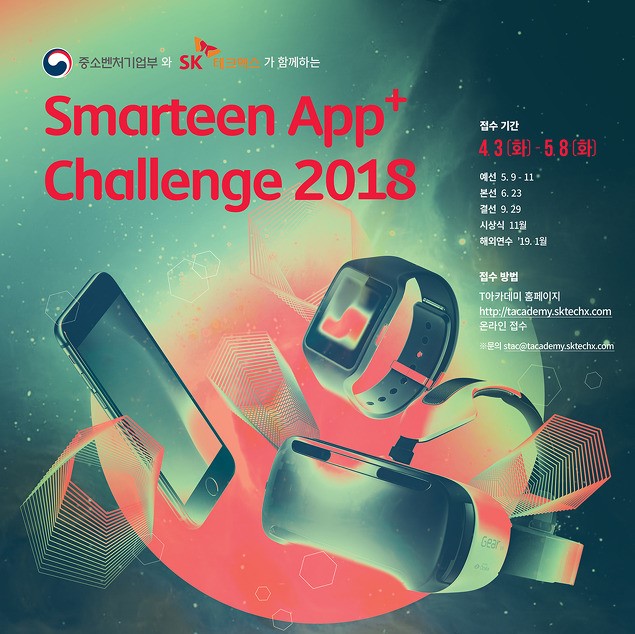 중소벤처기업부 와 SK 테크엑스 가 함께하는
Smarteen App+
Challenge 2018
접수 기간
4. 3 (화) - 5. 8 (화)
예선 5. 9 - 11
본선 6. 23
결선 9. 29
시상식 11월
해외연수 '19. 1월
접수 방법
T아카데미 홈페이지
http://tacademy.sktechx.com
온라인 접수
※문의 stac@tacademy.sktechx.com
Gear